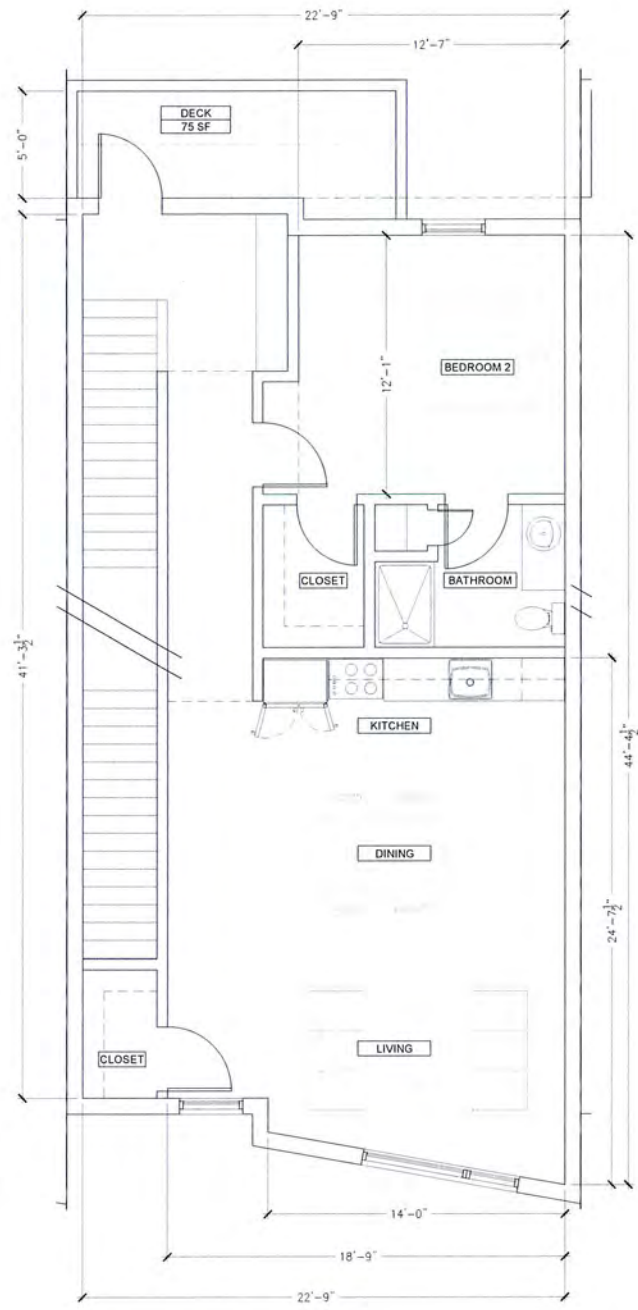 22'-9"
12'-7"
DECK
75 SF
5'-0"
BEDROOM 2
12'-1"
CLOSET
BATHROOM
41'-3½"
KITCHEN
44'-4½"
DINING
24'-7½"
LIVING
CLOSET
14'-0"
18'-9"
22'-9"